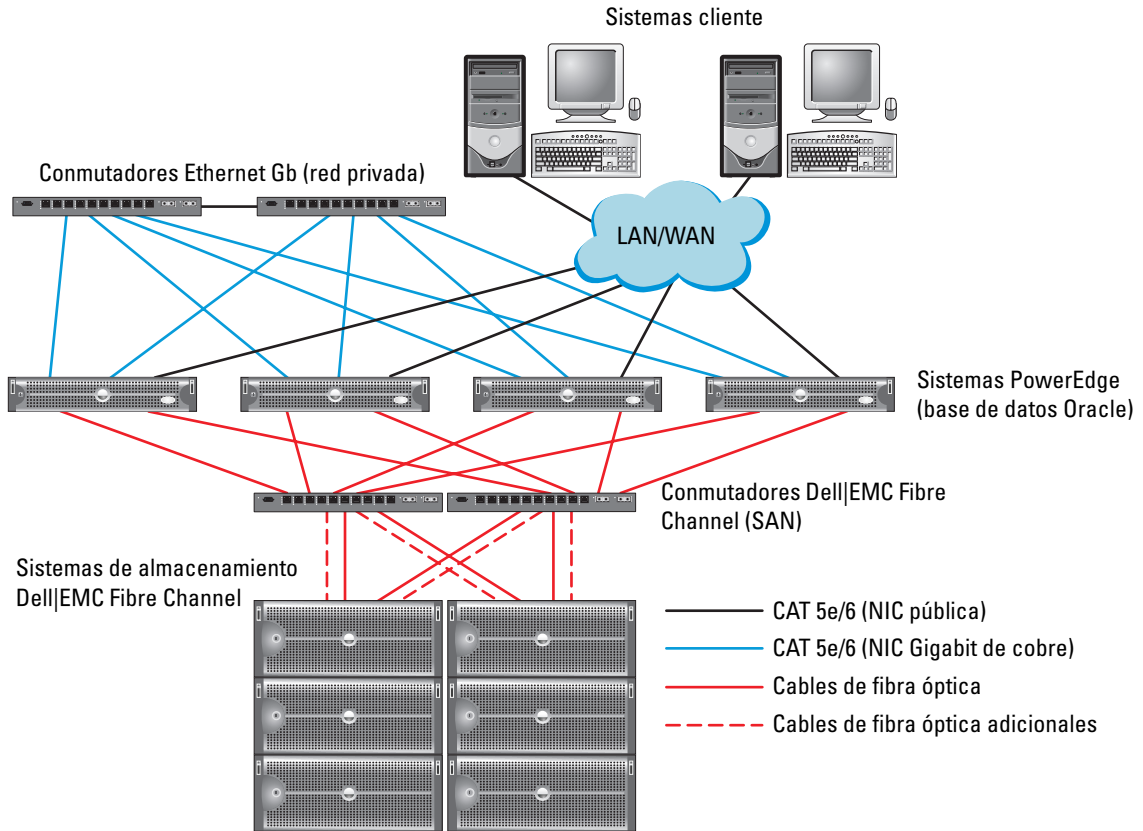 Sistemas cliente
Conmutadores Ethernet Gb (red privada)
LAN/WAN
Sistemas PowerEdge
(base de datos Oracle)
Conmutadores Dell|EMC Fibre
Channel (SAN)
Sistemas de almacenamiento
Dell|EMC Fibre Channel
CAT 5e/6 (NIC pública)
CAT 5e/6 (NIC Gigabit de cobre)
Cables de fibra óptica
Cables de fibra óptica adicionales